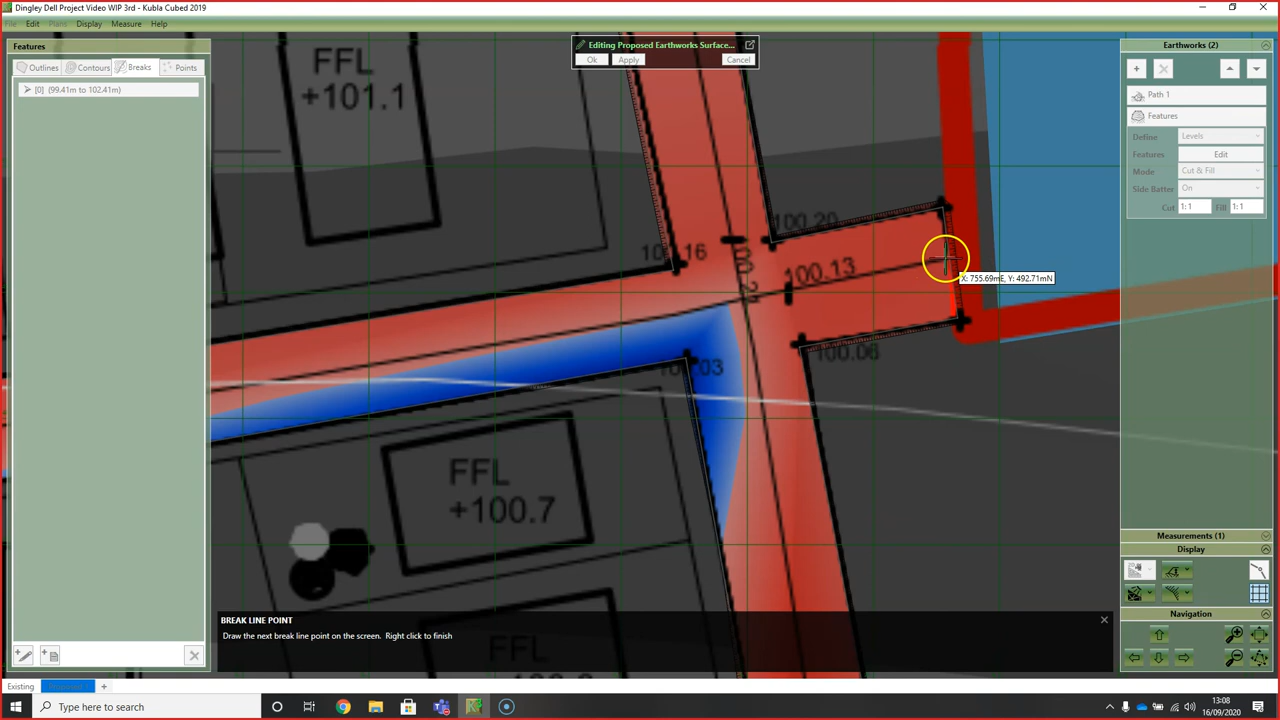 Dingley Dell Project Video WIP 3rd - Kubla Cubed 2019
File Edit Plans Display Measure Help
Features
Outlines Contours Breaks Points
[0] (99.41m to 102.41m)
Editing Proposed Earthworks Surface...
Ok Apply Cancel
Earthworks (2)
Path 1
Features
Define Levels
Features Edit
Mode Cut & Fill
Side Batter On
Cut 1:1 Fill 1:1
FFL
+101.1
100.20
100.13
X: 755.69mE, Y: 492.71mN
100.06
FFL
+100.7
FFL
BREAK LINE POINT
Draw the next break line point on the screen. Right click to finish
Measurements (1)
Display
Navigation
Existing
Type here to search
13:08
16/09/2020